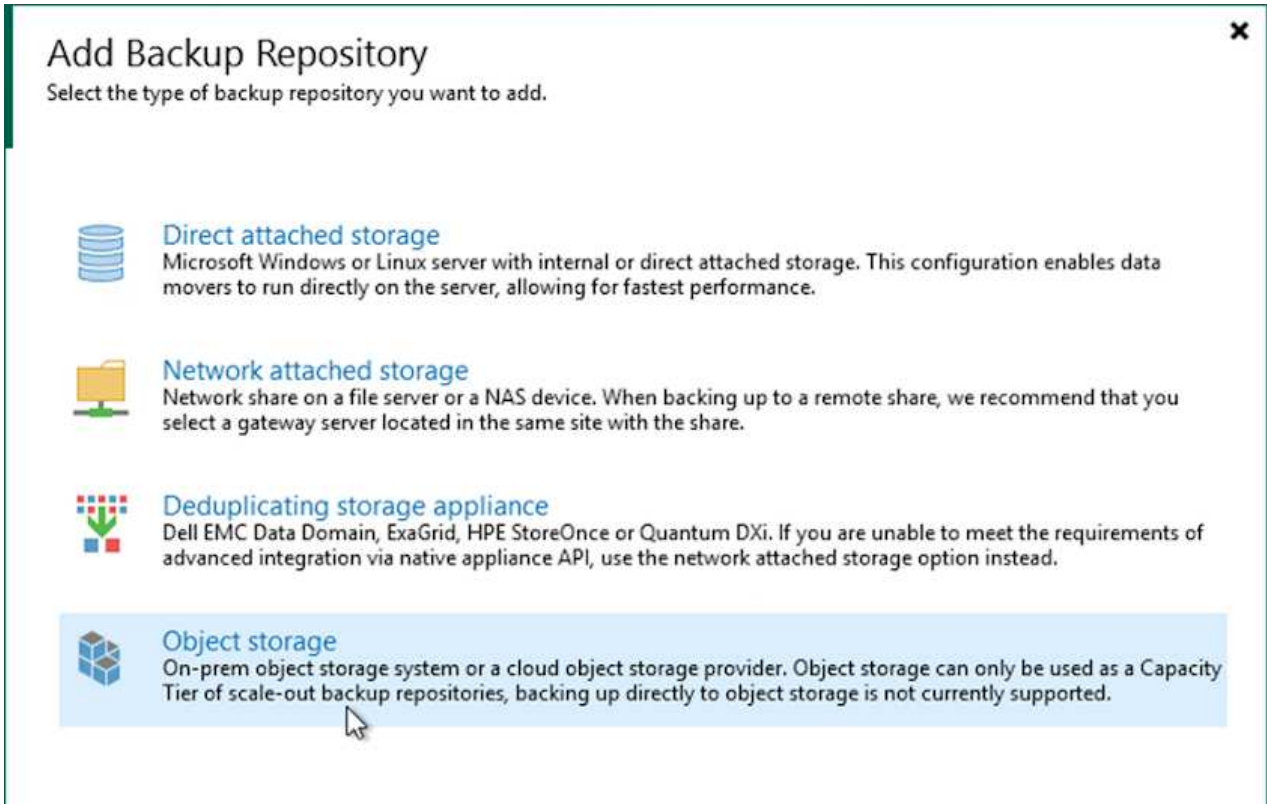 Add Backup Repository
Select the type of backup repository you want to add.
Direct attached storage
Microsoft Windows or Linux server with internal or direct attached storage. This configuration enables data
movers to run directly on the server, allowing for fastest performance.
Network attached storage
Network share on a file server or a NAS device. When backing up to a remote share, we recommend that you
select a gateway server located in the same site with the share.
Deduplicating storage appliance
Dell EMC Data Domain, ExaGrid, HPE StoreOnce or Quantum DXi. If you are unable to meet the requirements of
advanced integration via native appliance API, use the network attached storage option instead.
Object storage
On-prem object storage system or a cloud object storage provider. Object storage can only be used as a Capacity
Tier of scale-out backup repositories, backing up directly to object storage is not currently supported.